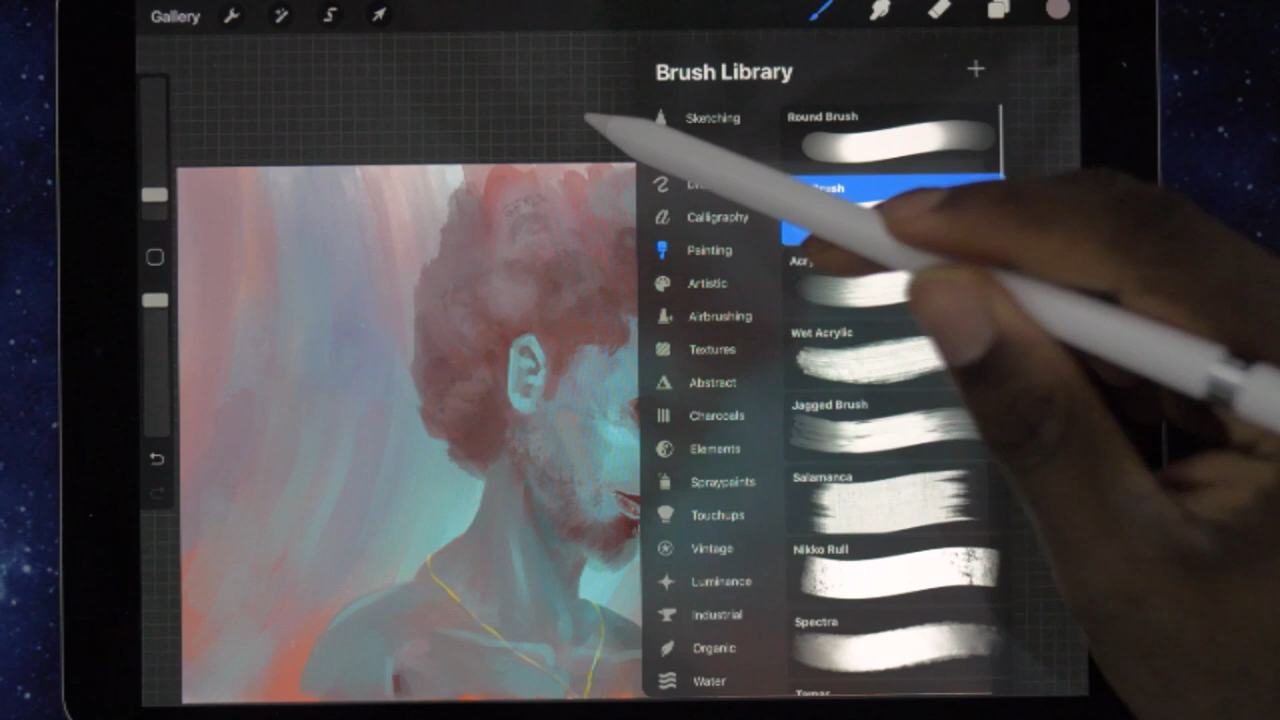 Gallery
Brush Library
Sketching
Calligraphy
Painting
Artistic
Airbrushing
Textures
Abstract
Charcoals
Elements
Spraypaints
Touchups
Vintage
Luminance
Industrial
Organic
Water
Round Brush
Brush
Wet Acrylic
Jagged Brush
Salamanca
Nikko Rull
Spectra